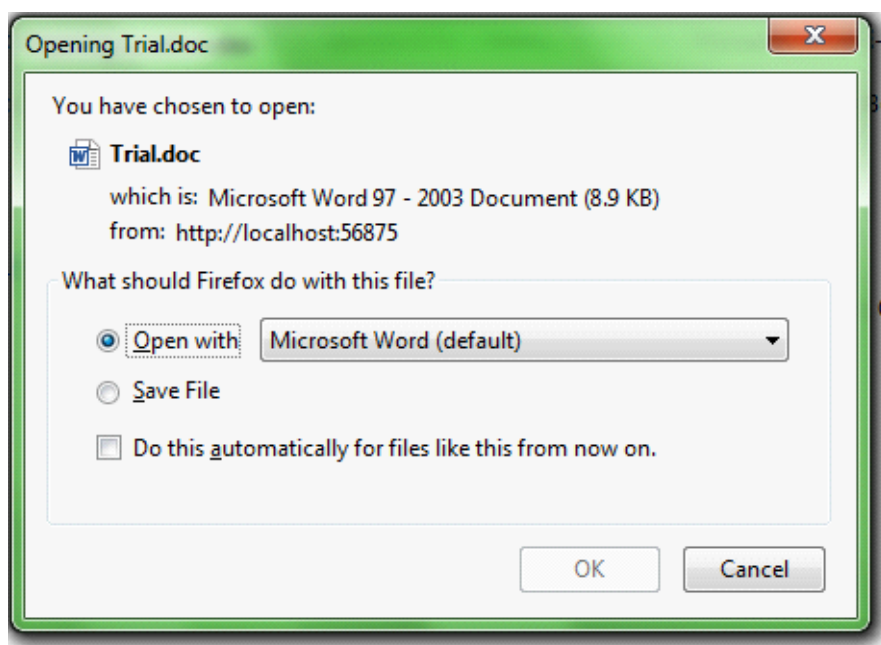 Opening Trial.doc
You have chosen to open:
Trial.doc
which is: Microsoft Word 97 - 2003 Document (8.9 KB)
from: http://localhost:56875
What should Firefox do with this file?
Open with Microsoft Word (default)
Save File
Do this automatically for files like this from now on.
OK Cancel